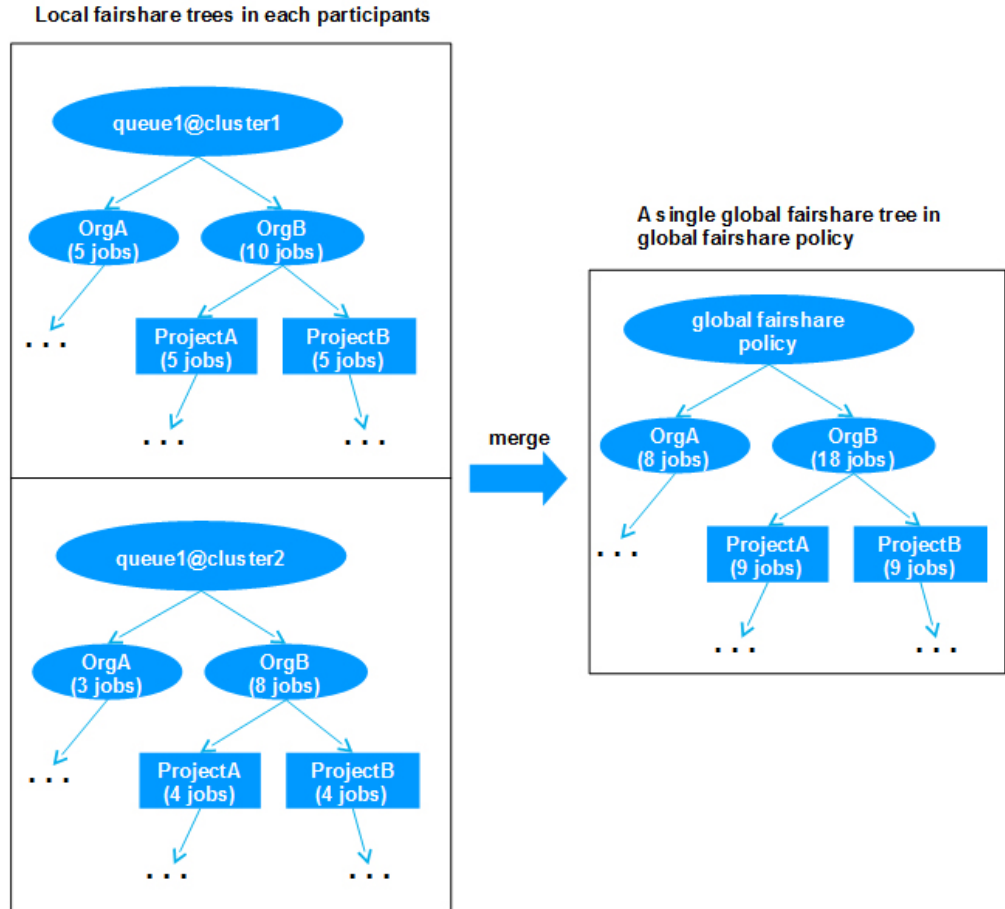 Local fairshare trees in each participants
queue1@cluster1
OrgA
(5 jobs)
OrgB
(10 jobs)
. . .
ProjectA
(5 jobs)
ProjectB
(5 jobs)
. . .
. . .
queue1@cluster2
OrgA
(3 jobs)
OrgB
(8 jobs)
. . .
ProjectA
(4 jobs)
ProjectB
(4 jobs)
. . .
. . .
merge
A single global fairshare tree in
global fairshare policy
global fairshare
policy
OrgA
(8 jobs)
OrgB
(18 jobs)
. . .
ProjectA
(9 jobs)
ProjectB
(9 jobs)
. . .
. . .